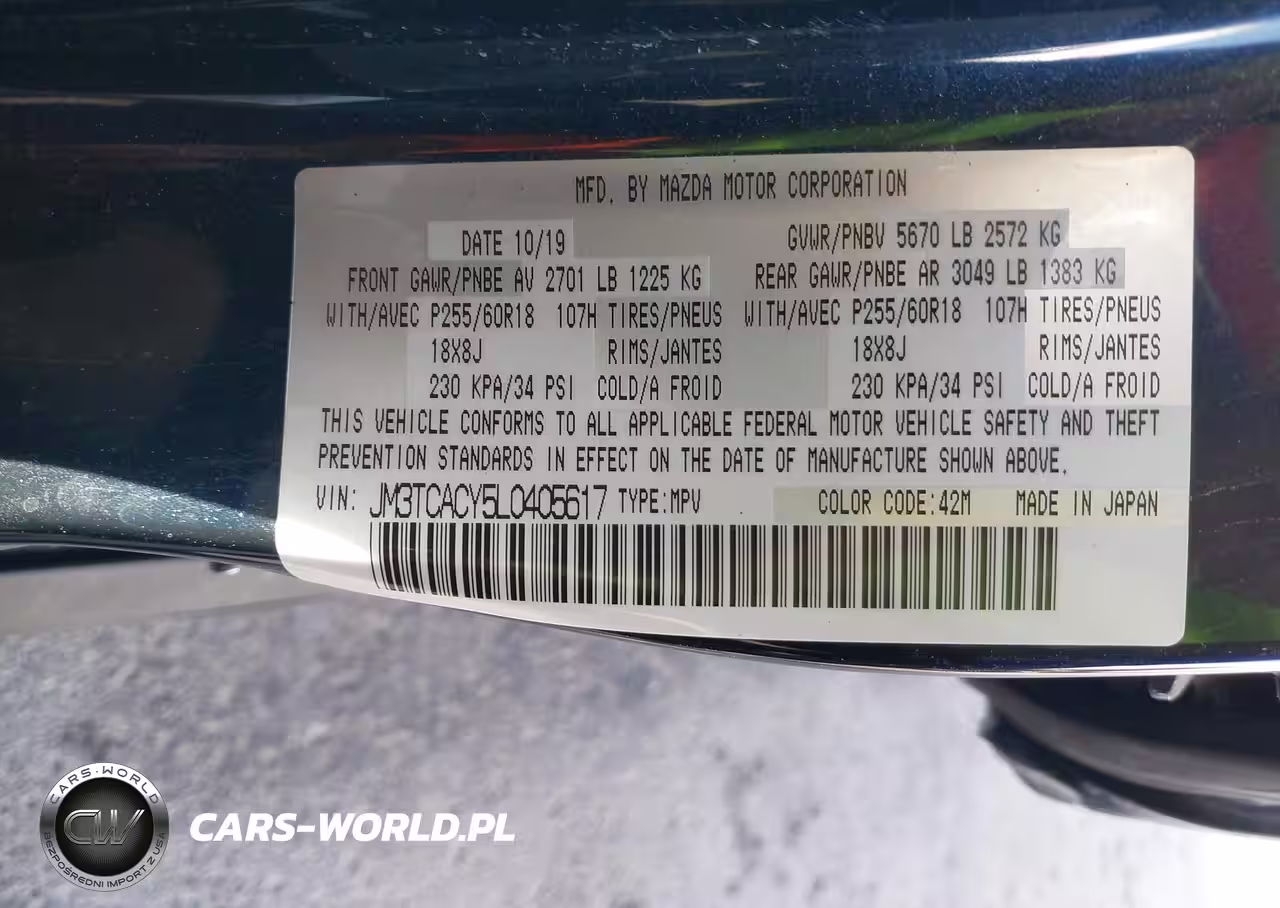 MFD. BY MAZDA MOTOR CORPORATION
DATE 10/19 GVWR/PNBV 5670 LB 2572 KG
FRONT GAWR/PNBE AV 2701 LB 1225 KG REAR GAWR/PNBE AR 3049 LB 1383 KG
WITH/AVEC P255/60R18 107H TIRES/PNEUS WITH/AVEC P255/60R18 107H TIRES/PNEUS
18X8J RIMS/JANTES 18X8J RIMS/JANTES
230 KPA/34 PSI COLD/A FROID 230 KPA/34 PSI COLD/A FROID
THIS VEHICLE CONFORMS TO ALL APPLICABLE FEDERAL MOTOR VEHICLE SAFETY AND THEFT
PREVENTION STANDARDS IN EFFECT ON THE DATE OF MANUFACTURE SHOWN ABOVE.
VIN: JM3TCACY5L0405617 TYPE:MPV COLOR CODE:42M MADE IN JAPAN
CARS-WORLD
CW
BEZPOŚREDNI IMPORT Z USA
CARS-WORLD.PL